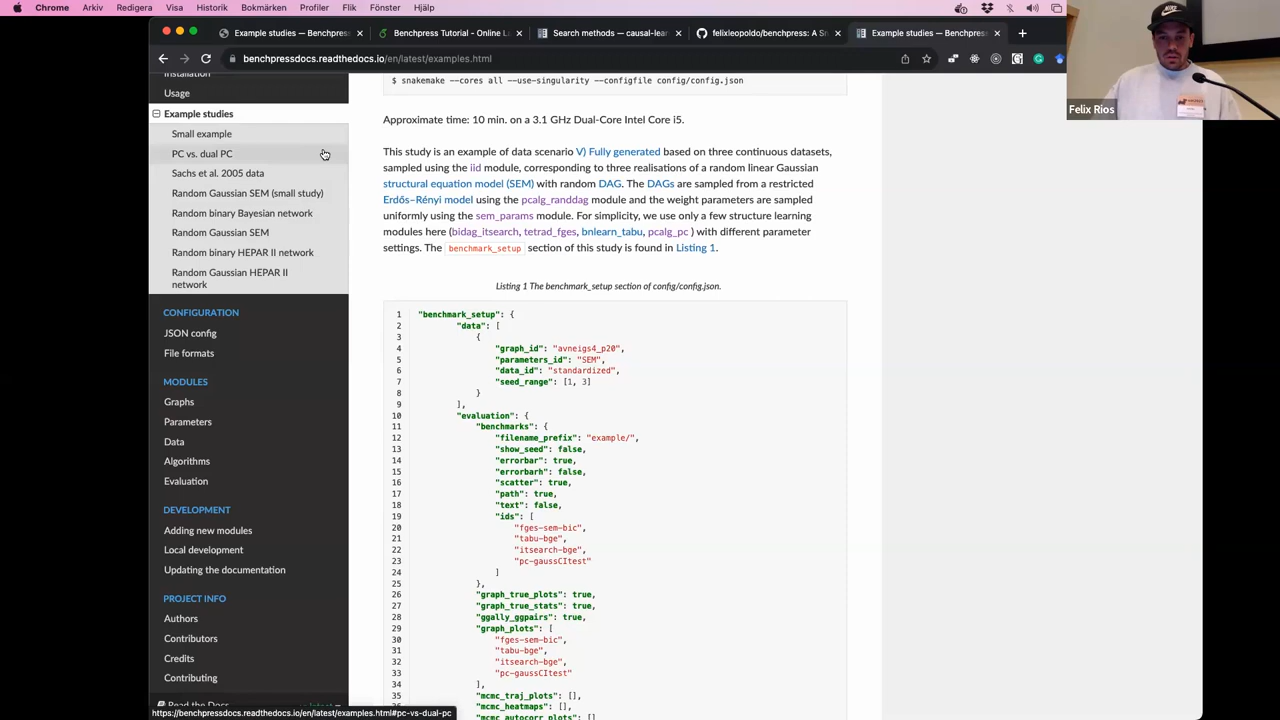 Chrome Arkiv Redigera Visa Historik Bokmärken Profiler Flik Fönster Hjälp
Example studies — Benchpres
Benchpress Tutorial - Online L
Search methods — causal-lear
felixleopoldo/benchpress: A Sn
Example studies — Benchpres
benchpressdocs.readthedocs.io/en/latest/examples.html
Felix Rios
Installation
Usage
Example studies
Small example
PC vs. dual PC
Sachs et al. 2005 data
Random Gaussian SEM (small study)
Random binary Bayesian network
Random Gaussian SEM
Random binary HEPAR II network
Random Gaussian HEPAR II
network
CONFIGURATION
JSON config
File formats
MODULES
Graphs
Parameters
Data
Algorithms
Evaluation
DEVELOPMENT
Adding new modules
Local development
Updating the documentation
PROJECT INFO
Authors
Contributors
Credits
Contributing
Read the Docs
latest
https://benchpressdocs.readthedocs.io/en/latest/examples.html#pc-vs-dual-pc
$ snakemake --cores all --use-singularity --configfile config/config.json
Approximate time: 10 min. on a 3.1 GHz Dual-Core Intel Core i5.
This study is an example of data scenario V) Fully generated based on three continuous datasets,
sampled using the iid module, corresponding to three realisations of a random linear Gaussian
structural equation model (SEM) with random DAG. The DAGs are sampled from a restricted
Erdős–Rényi model using the pcalg_randdag module and the weight parameters are sampled
uniformly using the sem_params module. For simplicity, we use only a few structure learning
modules here (bidag_itsearch, tetrad_fges, bnlearn_tabu, pcalg_pc ) with different parameter
settings. The benchmark_setup section of this study is found in Listing 1.
Listing 1 The benchmark_setup section of config/config.json.
1 "benchmark_setup": {
2 "data": [
3 {
4 "graph_id": "avneigs4_p20",
5 "parameters_id": "SEM",
6 "data_id": "standardized",
7 "seed_range": [1, 3]
8 }
9 ],
10 "evaluation": {
11 "benchmarks": {
12 "filename_prefix": "example/",
13 "show_seed": false,
14 "errorbar": true,
15 "errorbarh": false,
16 "scatter": true,
17 "path": true,
18 "text": false,
19 "ids": [
20 "fges-sem-bic",
21 "tabu-bge",
22 "itsearch-bge",
23 "pc-gaussCItest"
24 ]
25 },
26 "graph_true_plots": true,
27 "graph_true_stats": true,
28 "ggally_ggpairs": true,
29 "graph_plots": [
30 "fges-sem-bic",
31 "tabu-bge",
32 "itsearch-bge",
33 "pc-gaussCItest"
34 ],
35 "mcmc_traj_plots": [],
36 "mcmc_heatmaps": [],
"mcmc_autocorr_plots": []